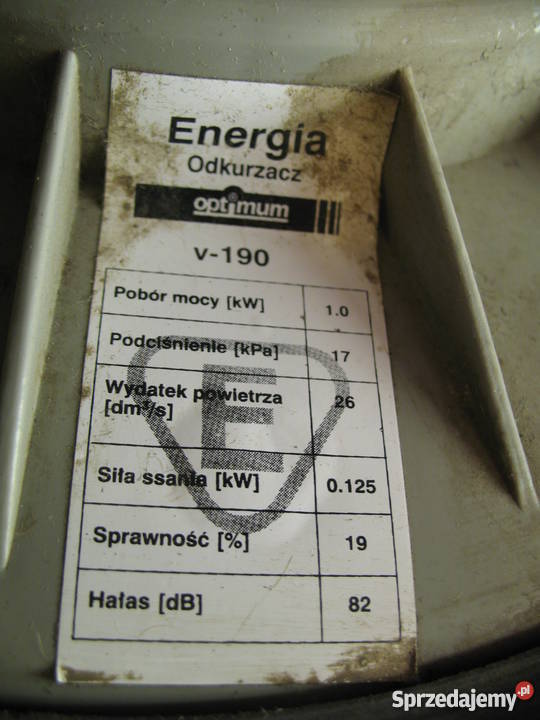 Energia
Odkurzacz
optimum
v-190
Pobór mocy [kW] 1.0
Podciśnienie [kPa] 17
Wydatek powietrza
[dm³/s] 26
E
Siła ssania [kW] 0.125
Sprawność [%] 19
Hałas [dB] 82
Sprzedajemy.pl